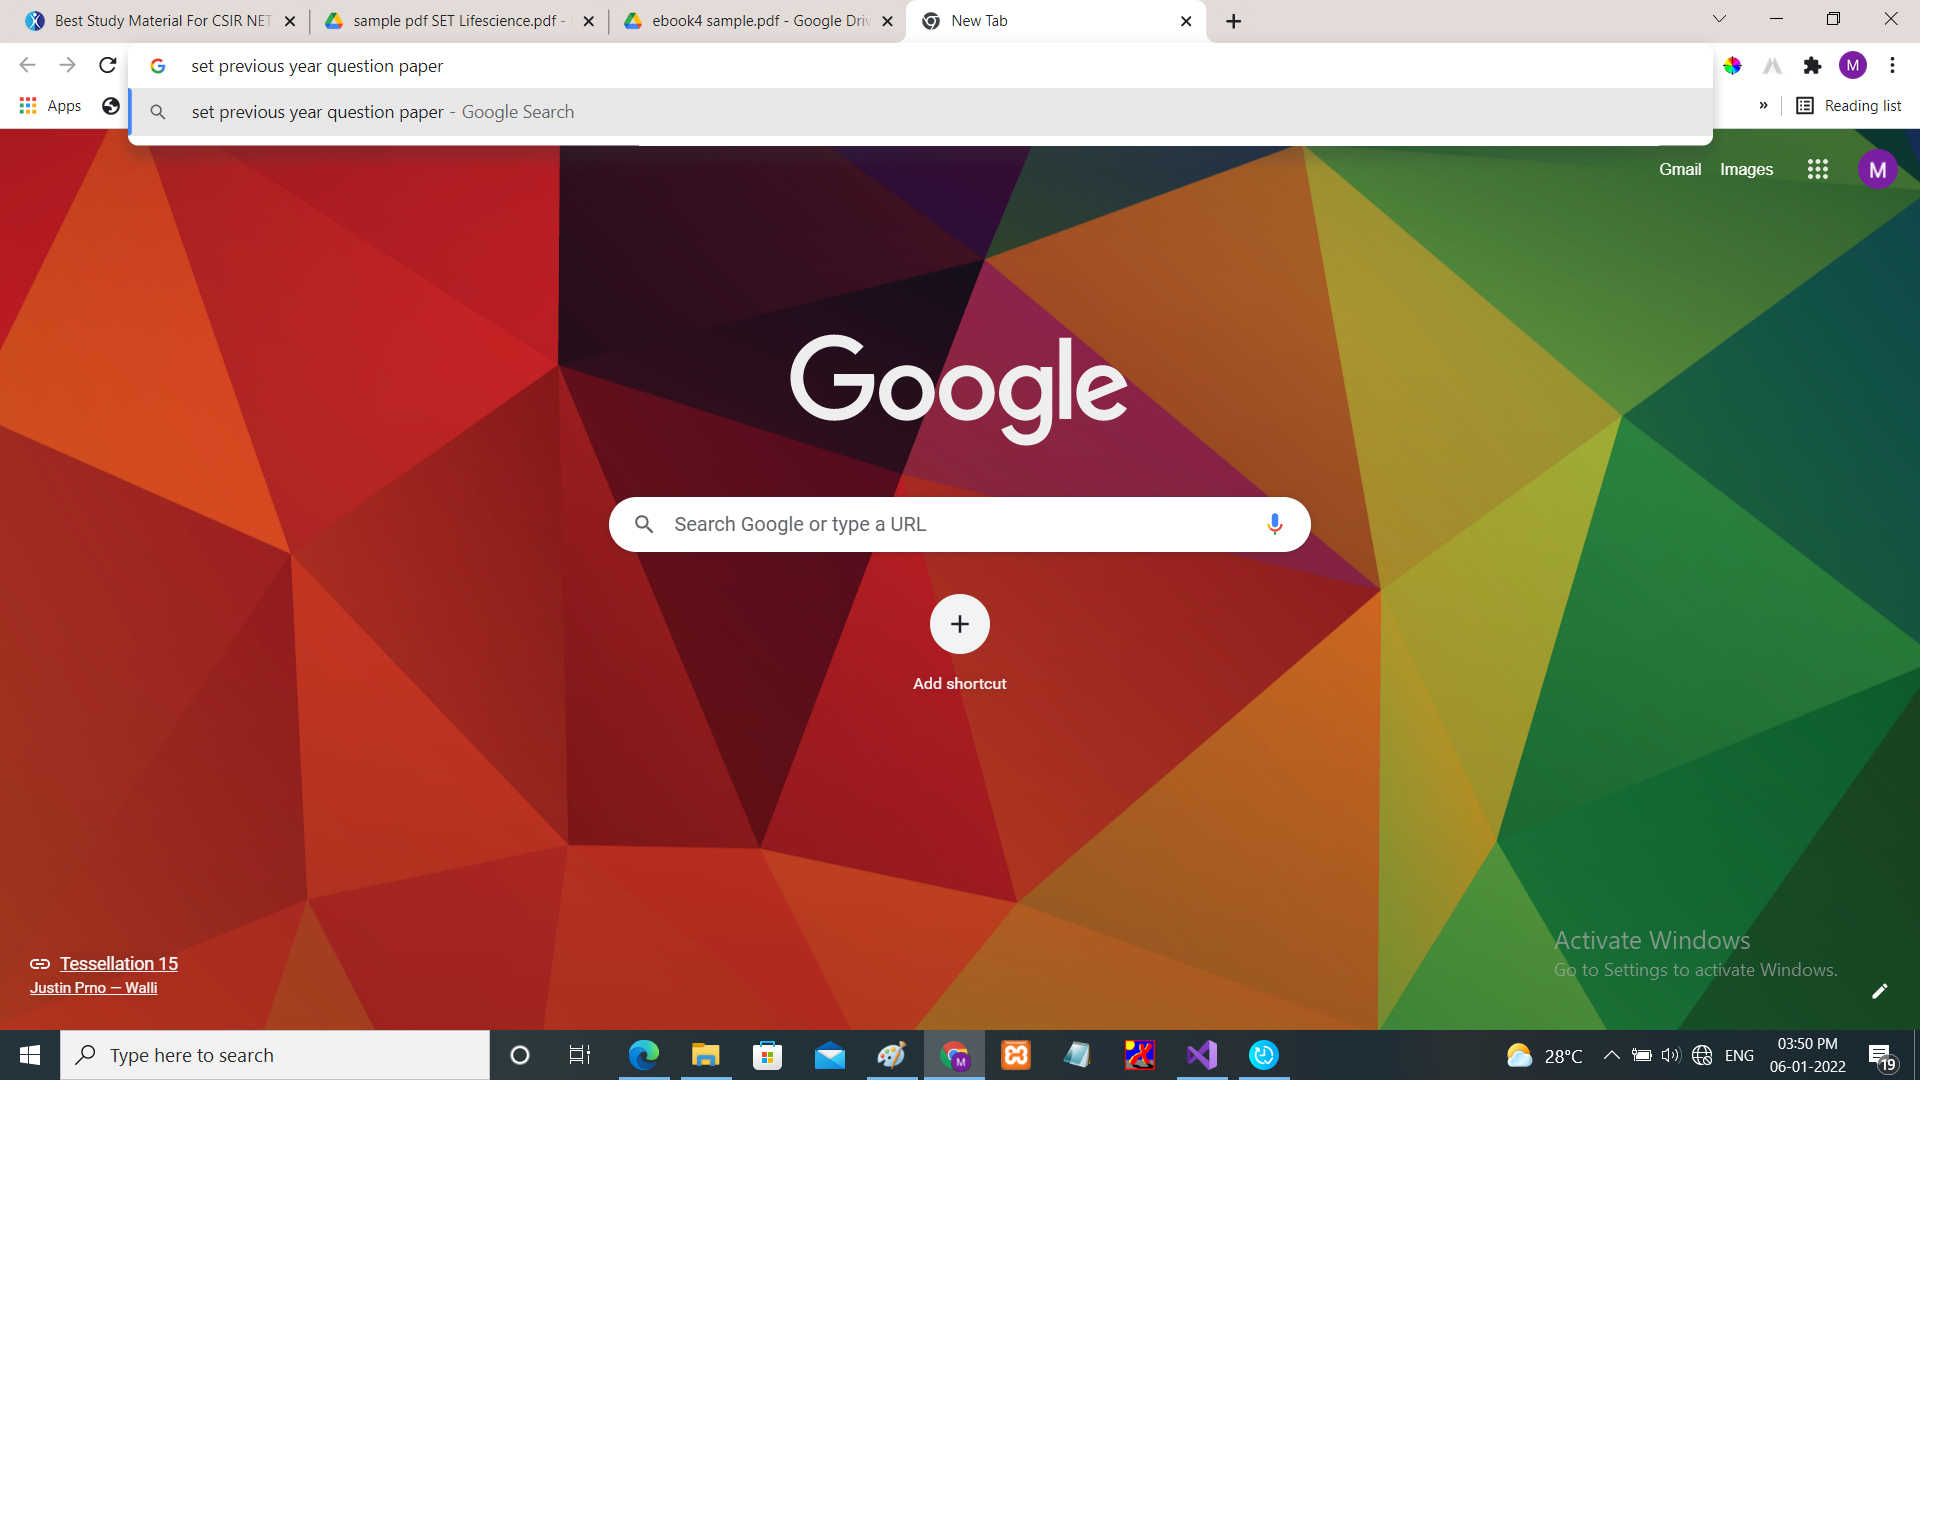 Best Study Material For CSIR NET
sample pdf SET Lifescience.pdf -
ebook4 sample.pdf - Google Driv
New Tab
set previous year question paper
M
Apps
set previous year question paper - Google Search
»
Reading list
Gmail
Images
M
Google
Search Google or type a URL
Add shortcut
Activate Windows
Go to Settings to activate Windows.
Tessellation 15
Justin Prno — Walli
Type here to search
M
28°C
ENG
03:50 PM
06-01-2022
19